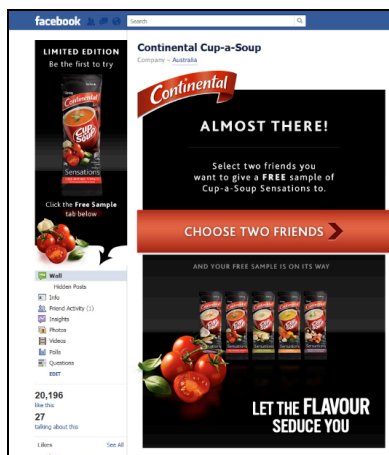 facebook
Search
LIMITED EDITION
Be the first to try
Continental
Cup a Soup
Sensations
Click the Free Sample
tab below
Wall
Hidden Posts
Info
Friend Activity (1)
Insights
Photos
Videos
Polls
Questions
EDIT
20,196
like this
27
talking about this
Likes
See All
Continental Cup-a-Soup
Company – Australia
Continental
ALMOST THERE!
Select two friends you
want to give a FREE sample of
Cup-a-Soup Sensations to.
CHOOSE TWO FRIENDS
AND YOUR FREE SAMPLE IS ON ITS WAY
LET THE FLAVOUR
SEDUCE YOU